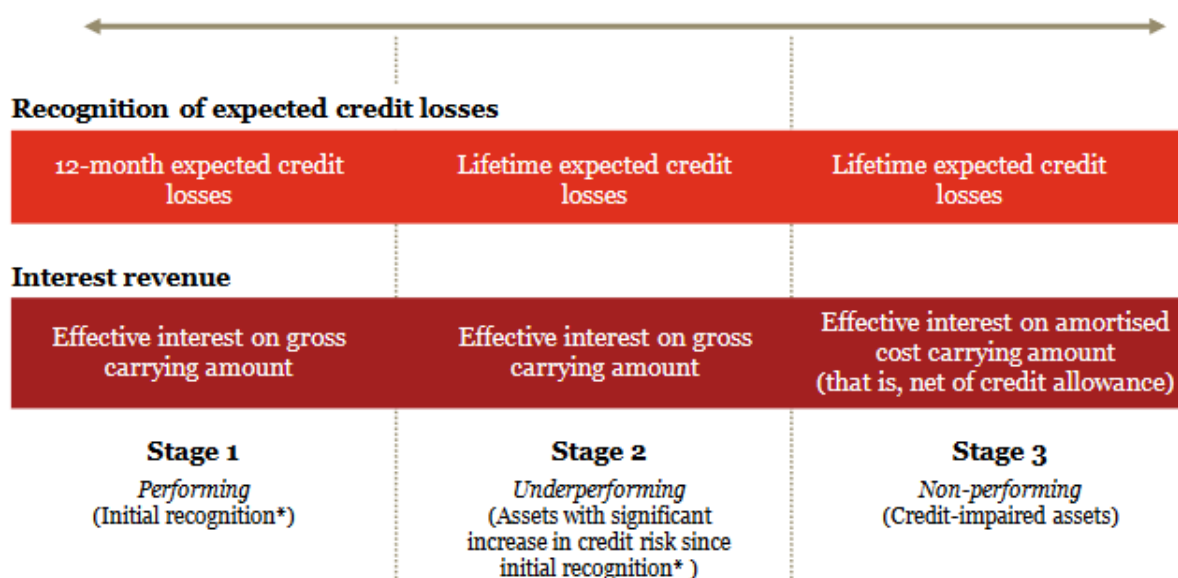 Recognition of expected credit losses
12-month expected credit
losses
Lifetime expected credit
losses
Lifetime expected credit
losses
Interest revenue
Effective interest on gross
carrying amount
Effective interest on gross
carrying amount
Effective interest on amortised
cost carrying amount
(that is, net of credit allowance)
Stage 1
Performing
(Initial recognition*)
Stage 2
Underperforming
(Assets with significant
increase in credit risk since
initial recognition* )
Stage 3
Non-performing
(Credit-impaired assets)